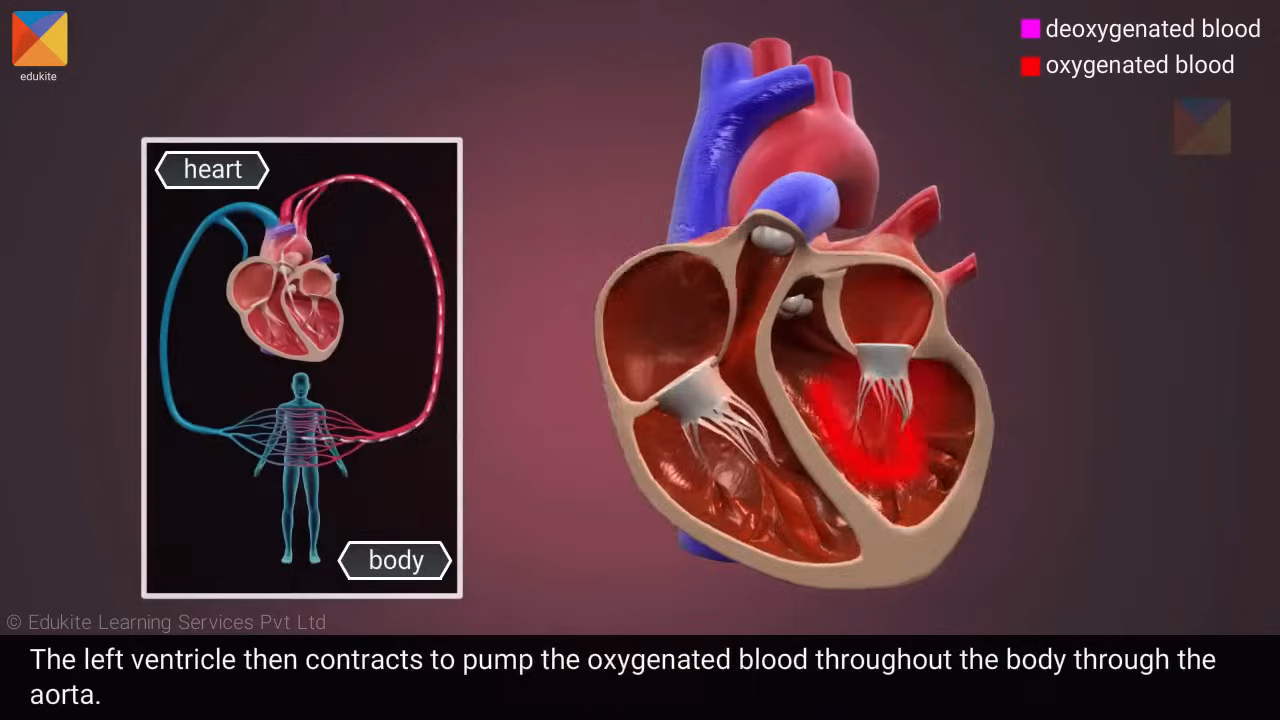 edukite
deoxygenated blood
oxygenated blood
heart
body
© Edukite Learning Services Pvt Ltd
The left ventricle then contracts to pump the oxygenated blood throughout the body through the
aorta.